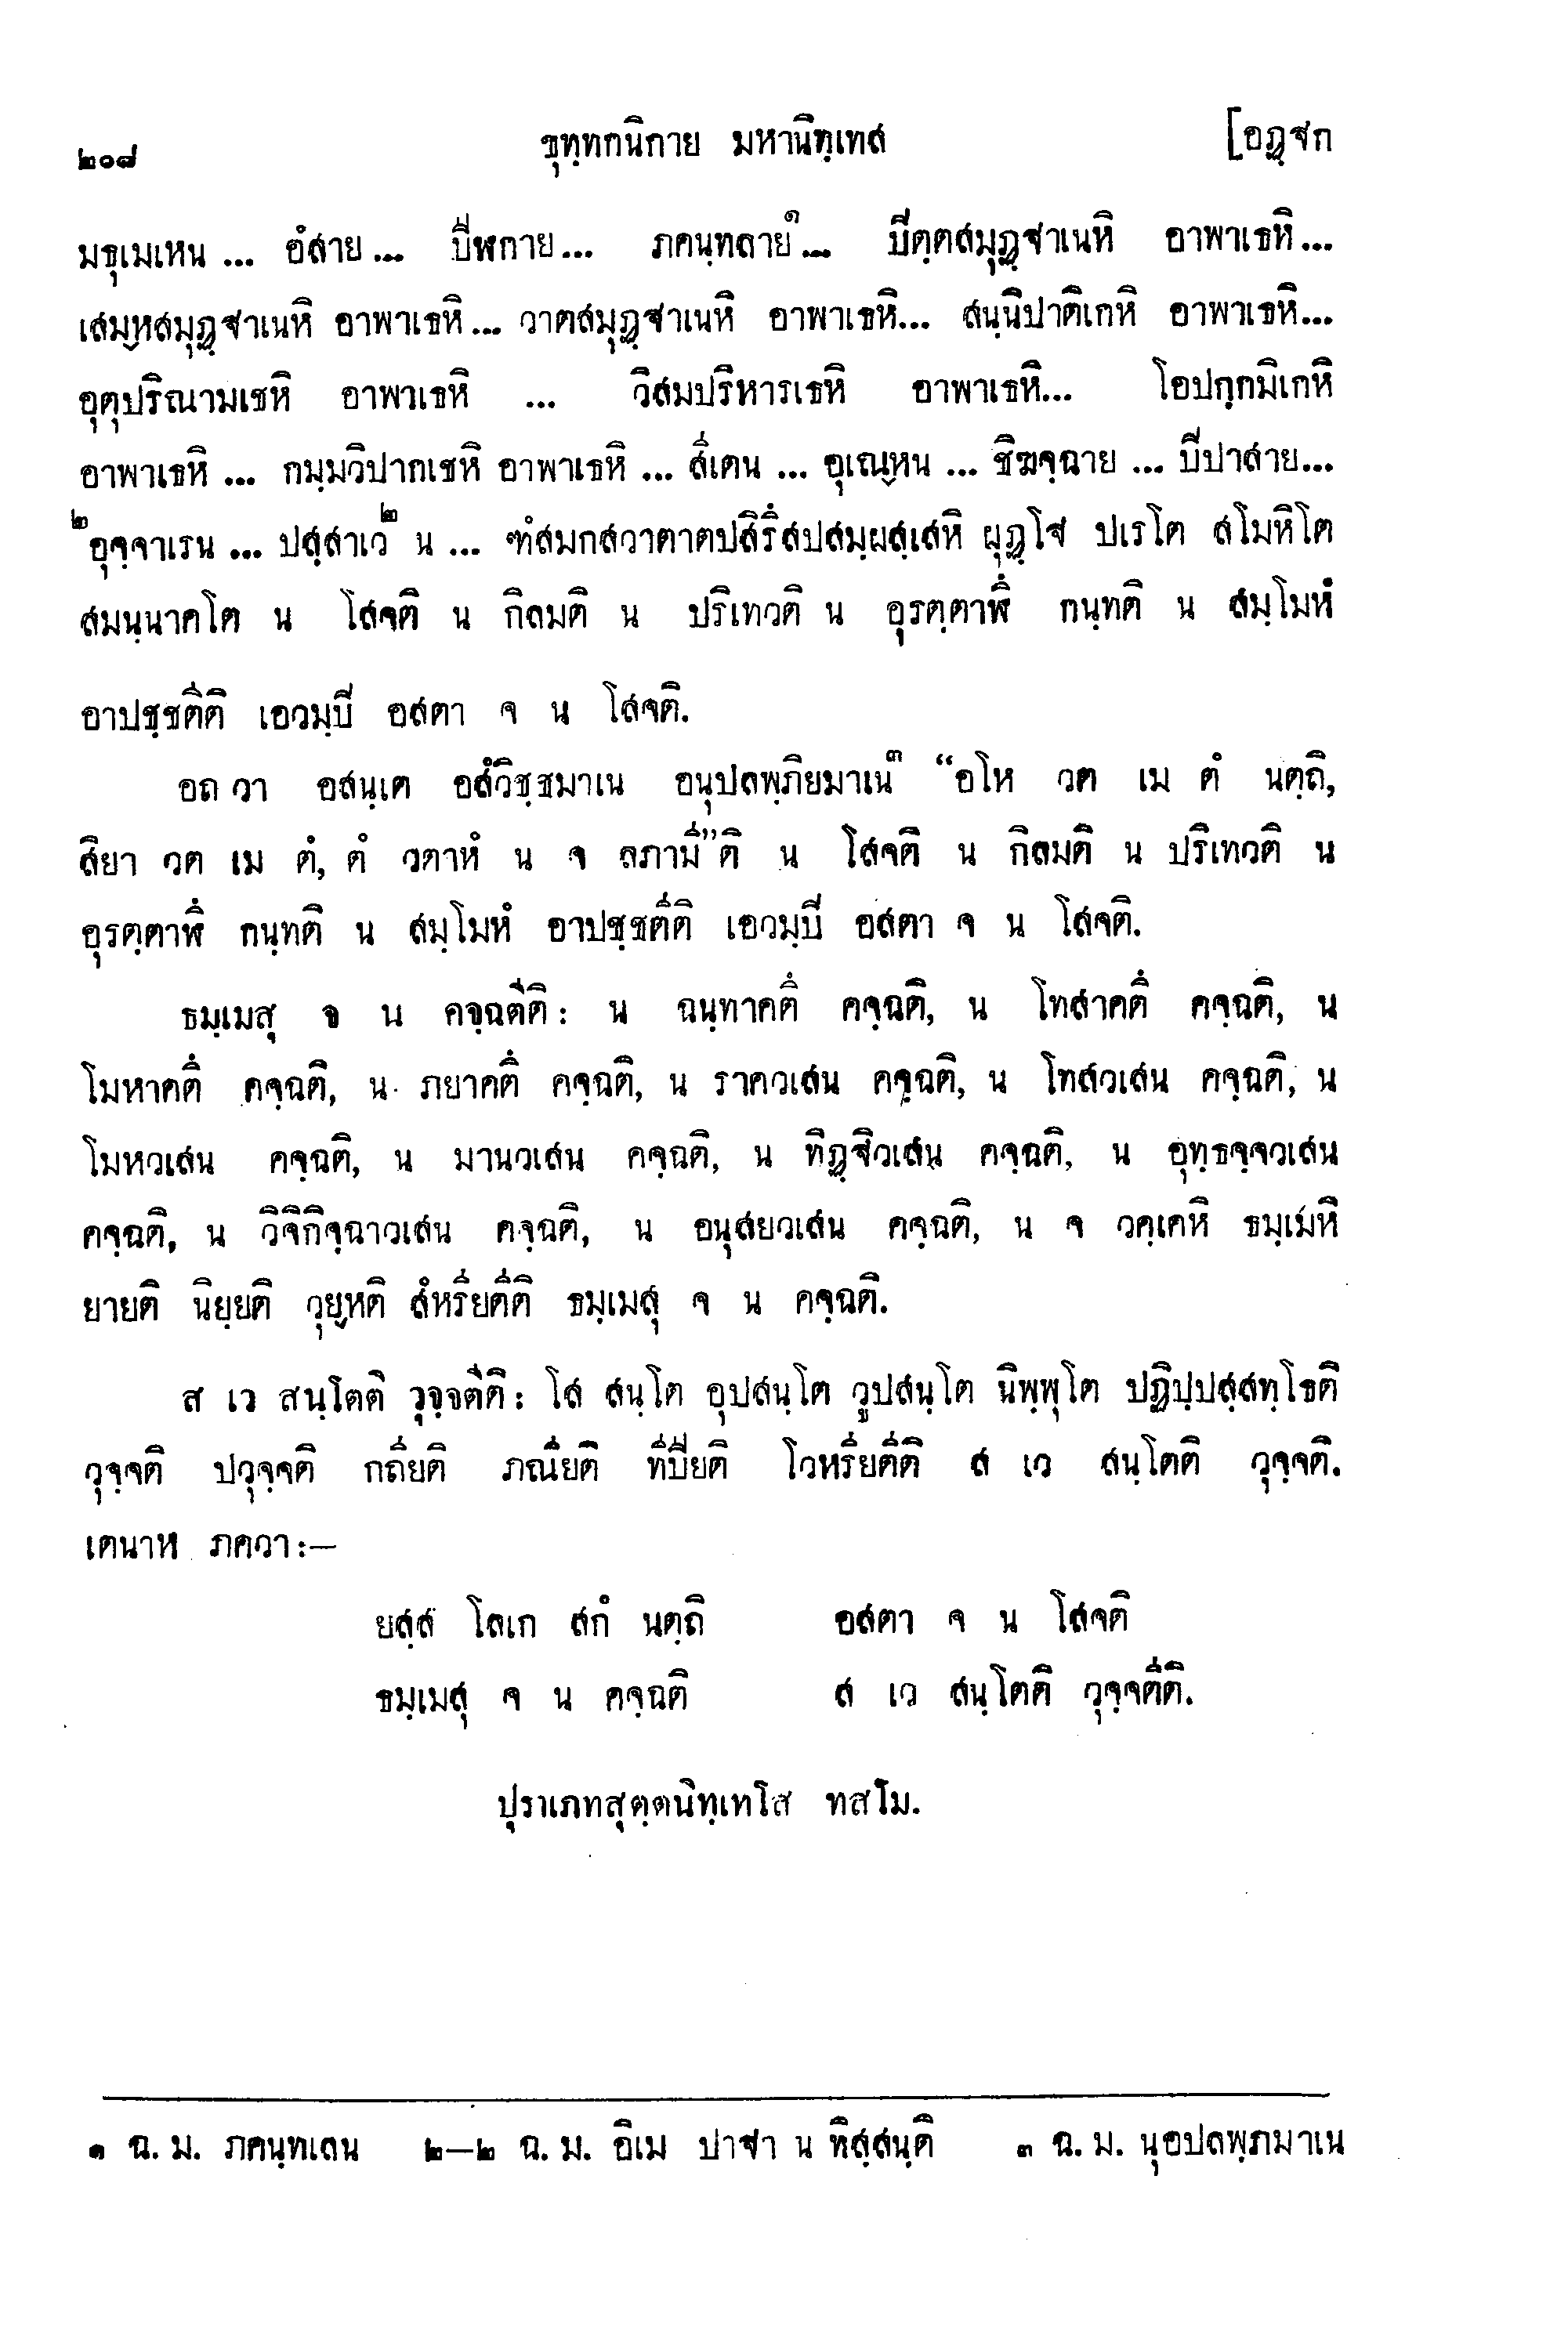 ๒๐๘ ขุทฺทกนิกาย มหานิทฺเทส [อฏฺฐก
มธุเมเหน ... อํสาย ... ปีฬกาย ... ภคนฺทลาย๑ ... ปิตฺตสมุฏฺฐาเนหิ อาพาเธหิ ...
เสมฺหสมุฏฺฐาเนหิ อาพาเธหิ ... วาตสมุฏฺฐาเนหิ อาพาเธหิ... สนฺนิปาติเกหิ อาพาเธหิ...
อุตุปริณามเชหิ อาพาเธหิ ... วิสมปริหารเธหิ อาพาเธหิ... โอปกฺกมิเกหิ
อาพาเธหิ ... กมฺมวิปากเชหิ อาพาเธหิ ... สีเตน ... อุเณฺหน ... ชิฆจฺฉาย ... ปิปาสาย...
๒อุจฺจาเรน ... ปสฺสาเว๒น ... ฑํสมกสวาตาตปสิรึสปสมฺผสฺเสหิ ผุฏฺโฐ ปเรโต สโมหิโต
สมนฺนาคโต น โสจติ น กิลมติ น ปริเทวติ น อุรตฺตาฬึ กนฺทติ น สมฺโมหํ
อาปชฺชตีติ เอวมฺปิ อสตา จ น โสจติ.
อถ วา อสนฺเต อสํวิชฺชมาเน อนุปลพฺภิยมาเน๓ “อโห วต เม ตํ นตฺถิ,
สิยา วต เม ตํ, ตํ วตาหํ น จ ลภามี”ติ น โสจติ น กิลมติ น ปริเทวติ น
อุรตฺตาฬึ กนฺทติ น สมฺโมหํ อาปชฺชตีติ เอวมฺปิ อสตา จ น โสจติ.
ธมฺเมสุ จ น คจฺฉตีติ: น ฉนฺทาคตึ คจฺฉติ, น โทสาคตึ คจฺฉติ, น
โมหาคตึ คจฺฉติ, น ภยาคตึ คจฺฉติ, น ราควเสน คจฺฉติ, น โทสวเสน คจฺฉติ, น
โมหวเสน คจฺฉติ, น มานวเสน คจฺฉติ, น ทิฏฺฐิวเสน คจฺฉติ, น อุทฺธจฺจวเสน
คจฺฉติ, น วิจิกิจฺฉาวเสน คจฺฉติ, น อนุสยวเสน คจฺฉติ, น จ วคฺเคหิ ธมฺเมหิ
ยายติ นิยฺยติ วุยฺหติ สํหรียตีติ ธมฺเมสุ จ น คจฺฉติ.
ส เว สนฺโตติ วุจฺจตีติ: โส สนฺโต อุปสนฺโต วูปสนฺโต นิพฺพุโต ปฏิปฺปสฺสทฺโธติ
วุจฺจติ ปวุจฺจติ กถียติ ภณียติ ทีปียติ โวหรียตีติ ส เว สนฺโตติ วุจฺจติ.
เตนาห ภควา :—
ยสฺส โลเก สกํ นตฺถิ อสตา จ น โสจติ
ธมฺเมสุ จ น คจฺฉติ ส เว สนฺโตติ วุจฺจตีติ.
ปุราเภทสุตฺตนิทฺเทโส ทสโม.
๑ ฉ. ม. ภคนฺทเลน ๒—๒ ฉ. ม. อิเม ปาฐา น ทิสฺสนฺติ ๓ ฉ. ม. นุอปลพฺภมาเน